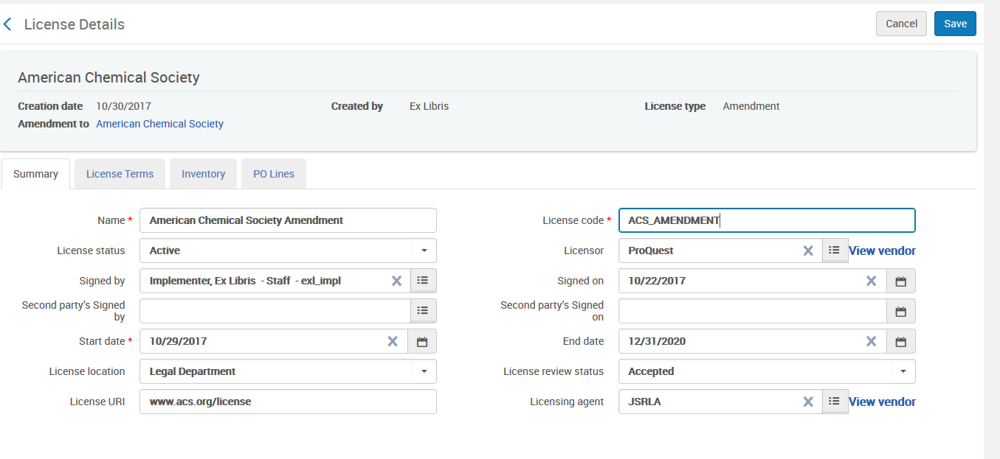 License Details
Cancel
Save
American Chemical Society
Creation date 10/30/2017 Created by Ex Libris License type Amendment
Amendment to American Chemical Society
Summary License Terms Inventory PO Lines
Name * American Chemical Society Amendment License code * ACS_AMENDMENT
License status Active Licensor ProQuest View vendor
Signed by Implementer, Ex Libris - Staff - exl_impl Signed on 10/22/2017
Second party's Signed by Second party's Signed on
Start date * 10/29/2017 End date 12/31/2020
License location Legal Department License review status Accepted
License URI www.acs.org/license Licensing agent JSRLA View vendor